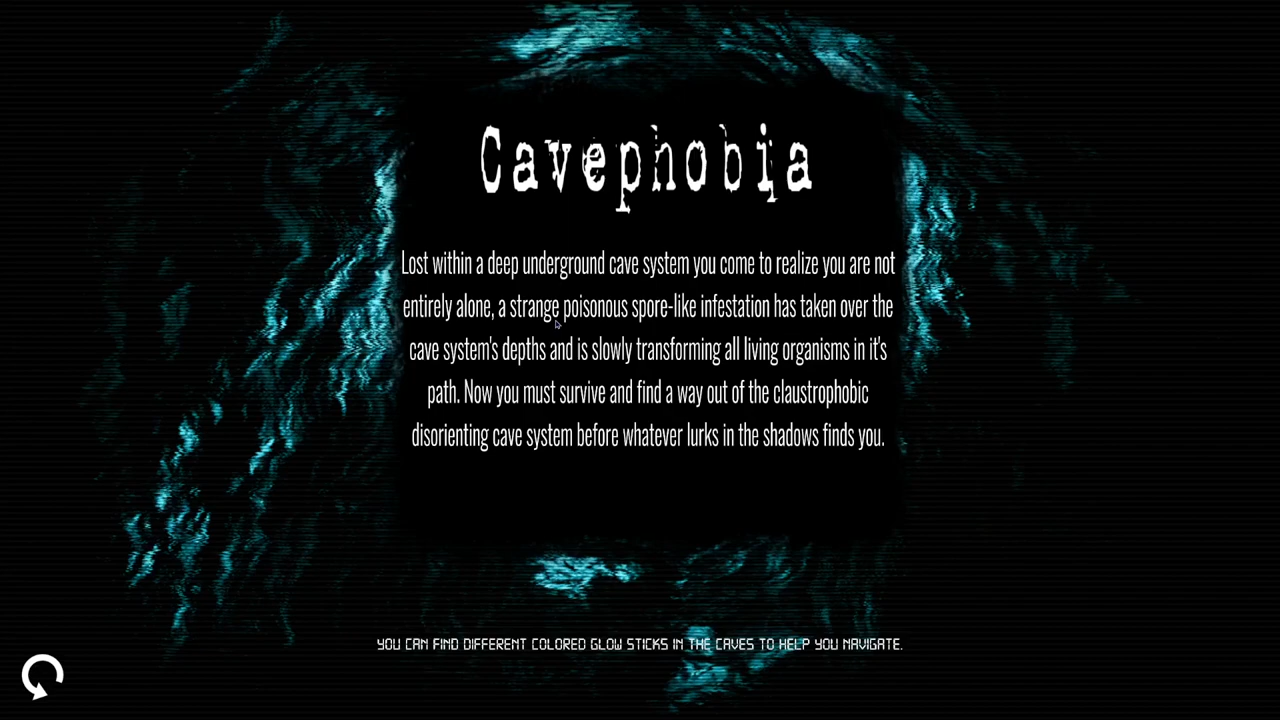 Cavephobia
Lost within a deep underground cave system you come to realize you are not
entirely alone, a strange poisonous spore-like infestation has taken over the
cave system's depths and is slowly transforming all living organisms in it's
path. Now you must survive and find a way out of the claustrophobic
disorienting cave system before whatever lurks in the shadows finds you.
YOU CAN FIND DIFFERENT COLORED GLOW STICKS IN THE CAVES TO HELP YOU NAVIGATE.